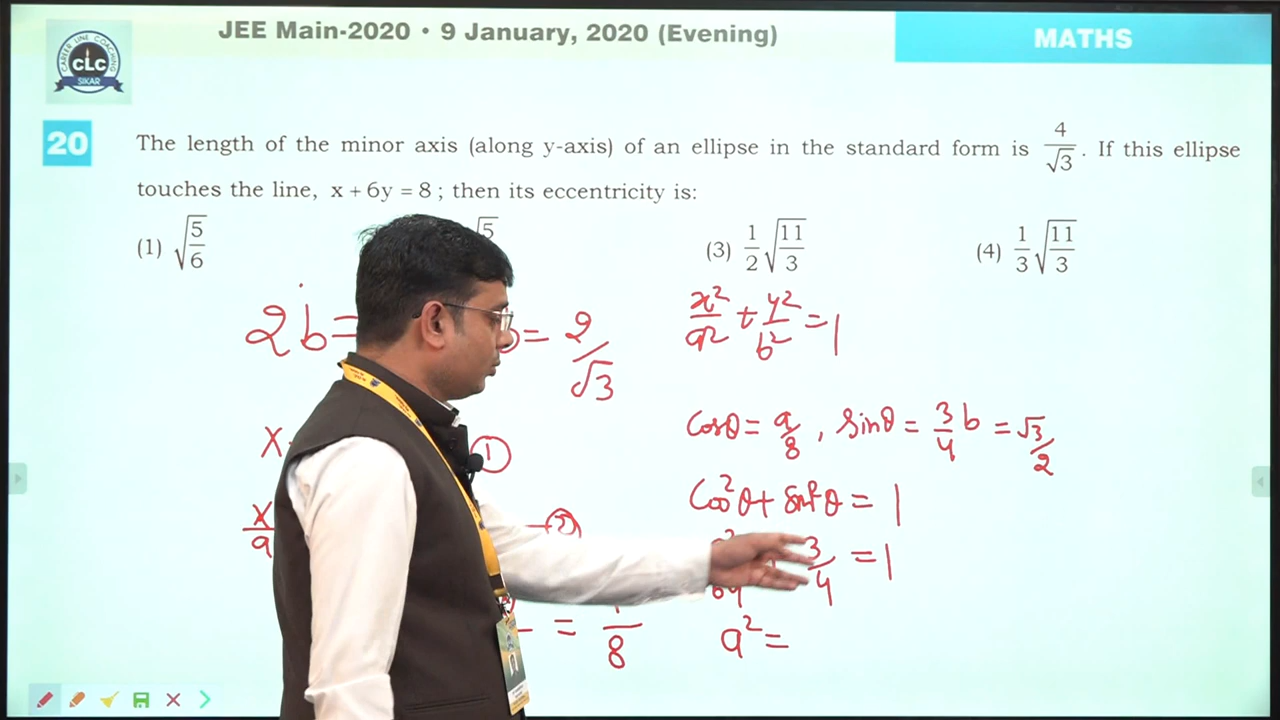 JEE Main-2020 • 9 January, 2020 (Evening)
MATHS
CAREER LINE COACHING
CLC
SIKAR
20
The length of the minor axis (along y-axis) of an ellipse in the standard form is 4/√3. If this ellipse
touches the line, x + 6y = 8 ; then its eccentricity is:
(1) √(5/6)
√5
(3) 1/2 √(11/3)
(4) 1/3 √(11/3)
2b =
= 2/√3
x²/a² + y²/b² = 1
x
①
cosθ = a/8 , sinθ = 3/4 b = √3/2
x/a
②
cos²θ + sin²θ = 1
3/4 = 1
= 1/8
a² =